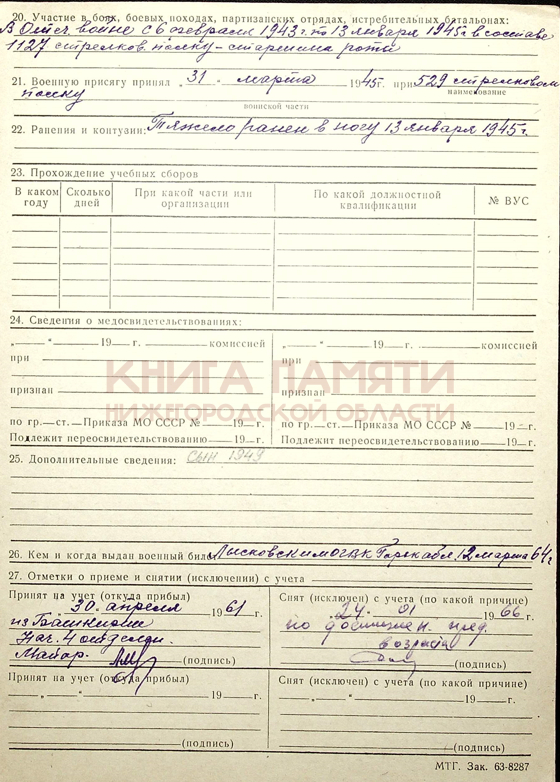 20. Участие в боях, боевых походах, партизанских отрядах, истребительных батальонах:
В Отеч войне с 6 февраля 1943 г. по 13 января 1945 г в составе
1127 стрелков. полку - старшина роты
21. Военную присягу принял „31" марта 1945 г. при 529 стрелковом
наименование
полку
воинской части
22. Ранения и контузии: Тяжело ранен в ногу 13 января 1945 г.
23. Прохождение учебных сборов
В каком году Сколько дней При какой части или организации По какой должностной квалификации № ВУС
24. Сведения о медосвидетельствованиях:
„—" 19—г. комиссией „—" 19—г. комиссией
при при
признан признан
КНИГА ПАМЯТИ
НИЖЕГОРОДСКОЙ ОБЛАСТИ
по гр.—ст.—Приказа МО СССР № —19—г. по гр.—ст.—Приказа МО СССР № —19—г.
Подлежит переосвидетельствованию —19—г. Подлежит переосвидетельствованию —19—г.
25. Дополнительные сведения: сын 1949
26. Кем и когда выдан военный билет Лысковским 12 марта 64 г
27. Отметки о приеме и снятии (исключении) с учета
Принят на учет (откуда прибыл) Снят (исключен) с учета (по какой причине)
„30. апреля 1961 г. 24. 01 1966 г.
из Башкирии по достижен. пред.
Нач. 4 отделен. возраста
Майор. (подпись) (подпись)
Принят на учет (откуда прибыл) Снят (исключен) с учета (по какой причине)
„—" 19—г. „—" 19—г.
(подпись) (подпись)
МТГ. Зак. 63-8287